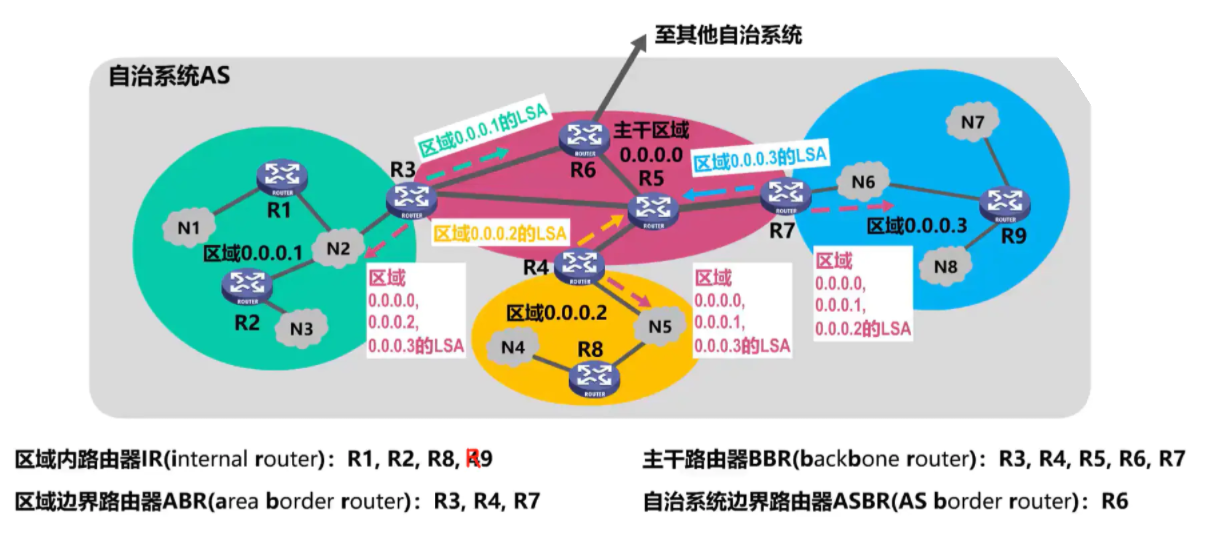 至其他自治系统
自治系统AS
区域0.0.0.1的LSA
主干区域
0.0.0.0
R6
R5
区域0.0.0.3的LSA
N7
R3
R1
N1
N2
区域0.0.0.1
R2
N3
区域0.0.0.2的LSA
R4
R7
N6
区域0.0.0.3
R9
N8
区域
0.0.0.0,
0.0.0.2,
0.0.0.3的LSA
区域0.0.0.2
N4
R8
N5
区域
0.0.0.0,
0.0.0.1,
0.0.0.3的LSA
区域
0.0.0.0,
0.0.0.1,
0.0.0.2的LSA
ROUTER
ROUTER
ROUTER
ROUTER
ROUTER
ROUTER
ROUTER
ROUTER
ROUTER
区域内路由器IR(internal router)：R1, R2, R8, R9
主干路由器BBR(backbone router)：R3, R4, R5, R6, R7
区域边界路由器ABR(area border router)：R3, R4, R7
自治系统边界路由器ASBR(AS border router)：R6